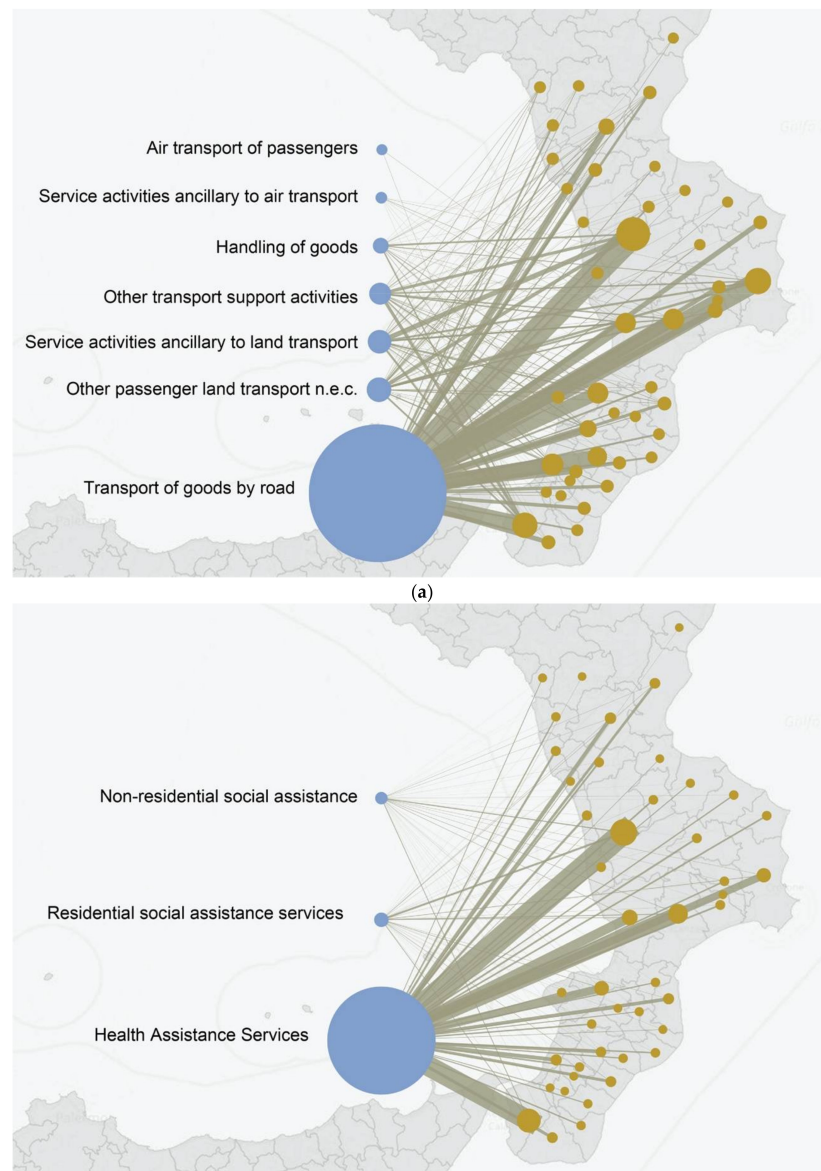 Air transport of passengers
Service activities ancillary to air transport
Handling of goods
Other transport support activities
Service activities ancillary to land transport
Other passenger land transport n.e.c.
Transport of goods by road
(a)
Non-residential social assistance
Residential social assistance services
Health Assistance Services